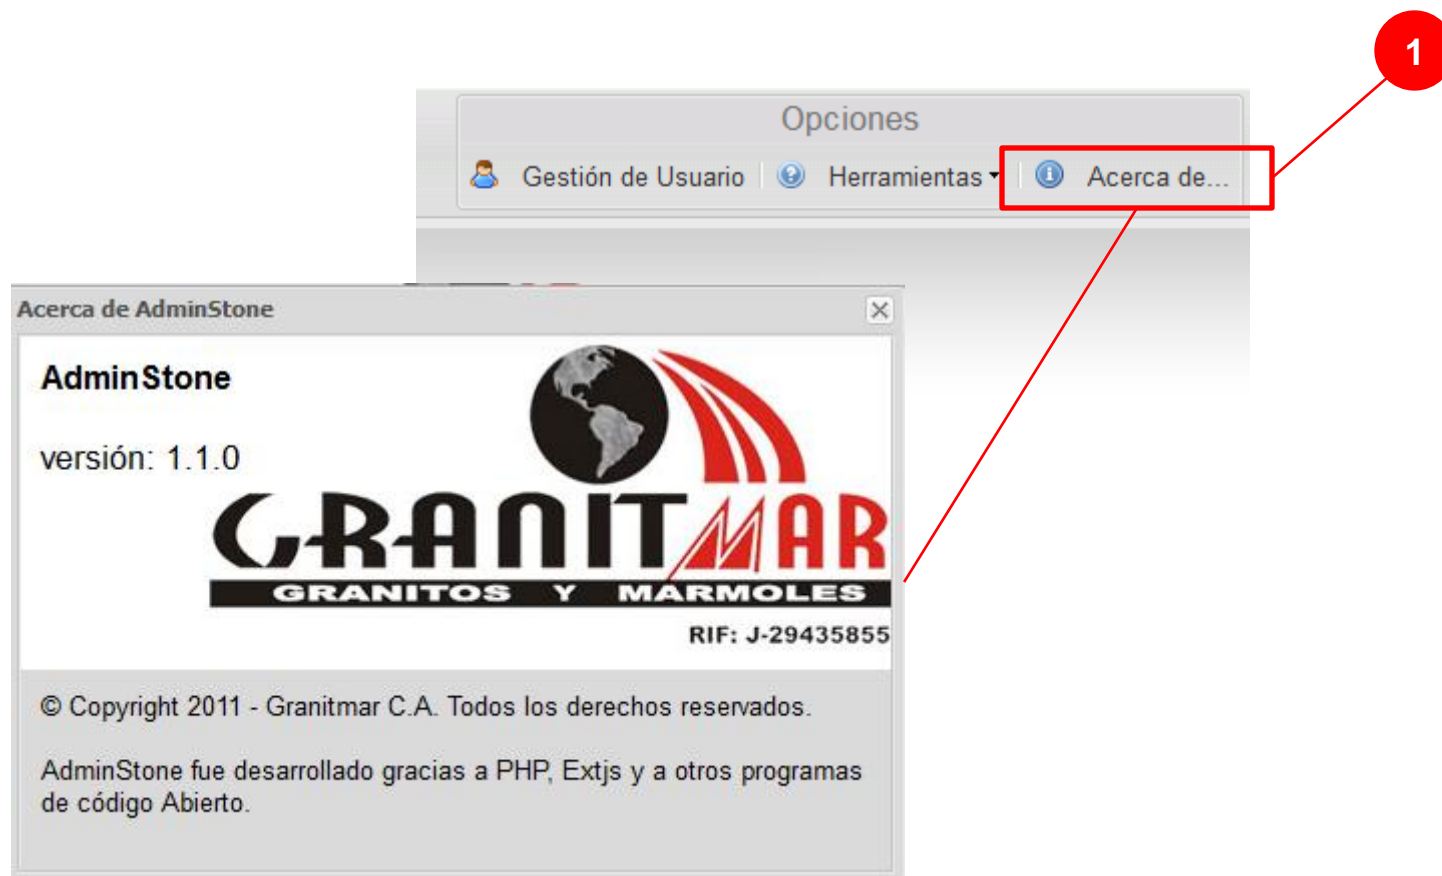 1
Opciones
Gestión de Usuario Herramientas Acerca de...
Acerca de AdminStone
AdminStone
versión: 1.1.0
GRANITMAR
GRANITOS Y MARMOLES
RIF: J-29435855
© Copyright 2011 - Granitmar C.A. Todos los derechos reservados.
AdminStone fue desarrollado gracias a PHP, Extjs y a otros programas
de código Abierto.